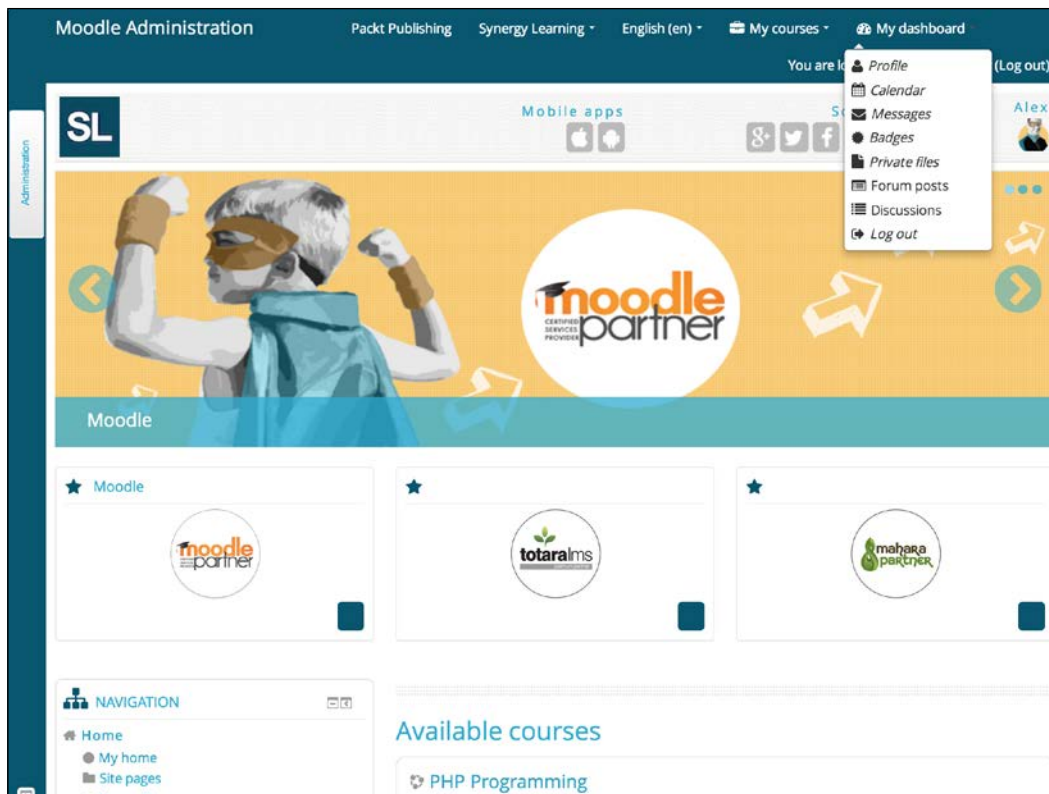 Moodle Administration
Packt Publishing
Synergy Learning
English (en)
My courses
My dashboard
You are lo
(Log out)
Profile
Calendar
Messages
Badges
Private files
Forum posts
Discussions
Log out
Administration
SL
Mobile apps
Alex
8+
moodle
CERTIFIED
SERVICES
PROVIDER
partner
Moodle
Moodle
moodle
partner
totaralms
mahara
partner
NAVIGATION
Home
My home
Site pages
Available courses
PHP Programming